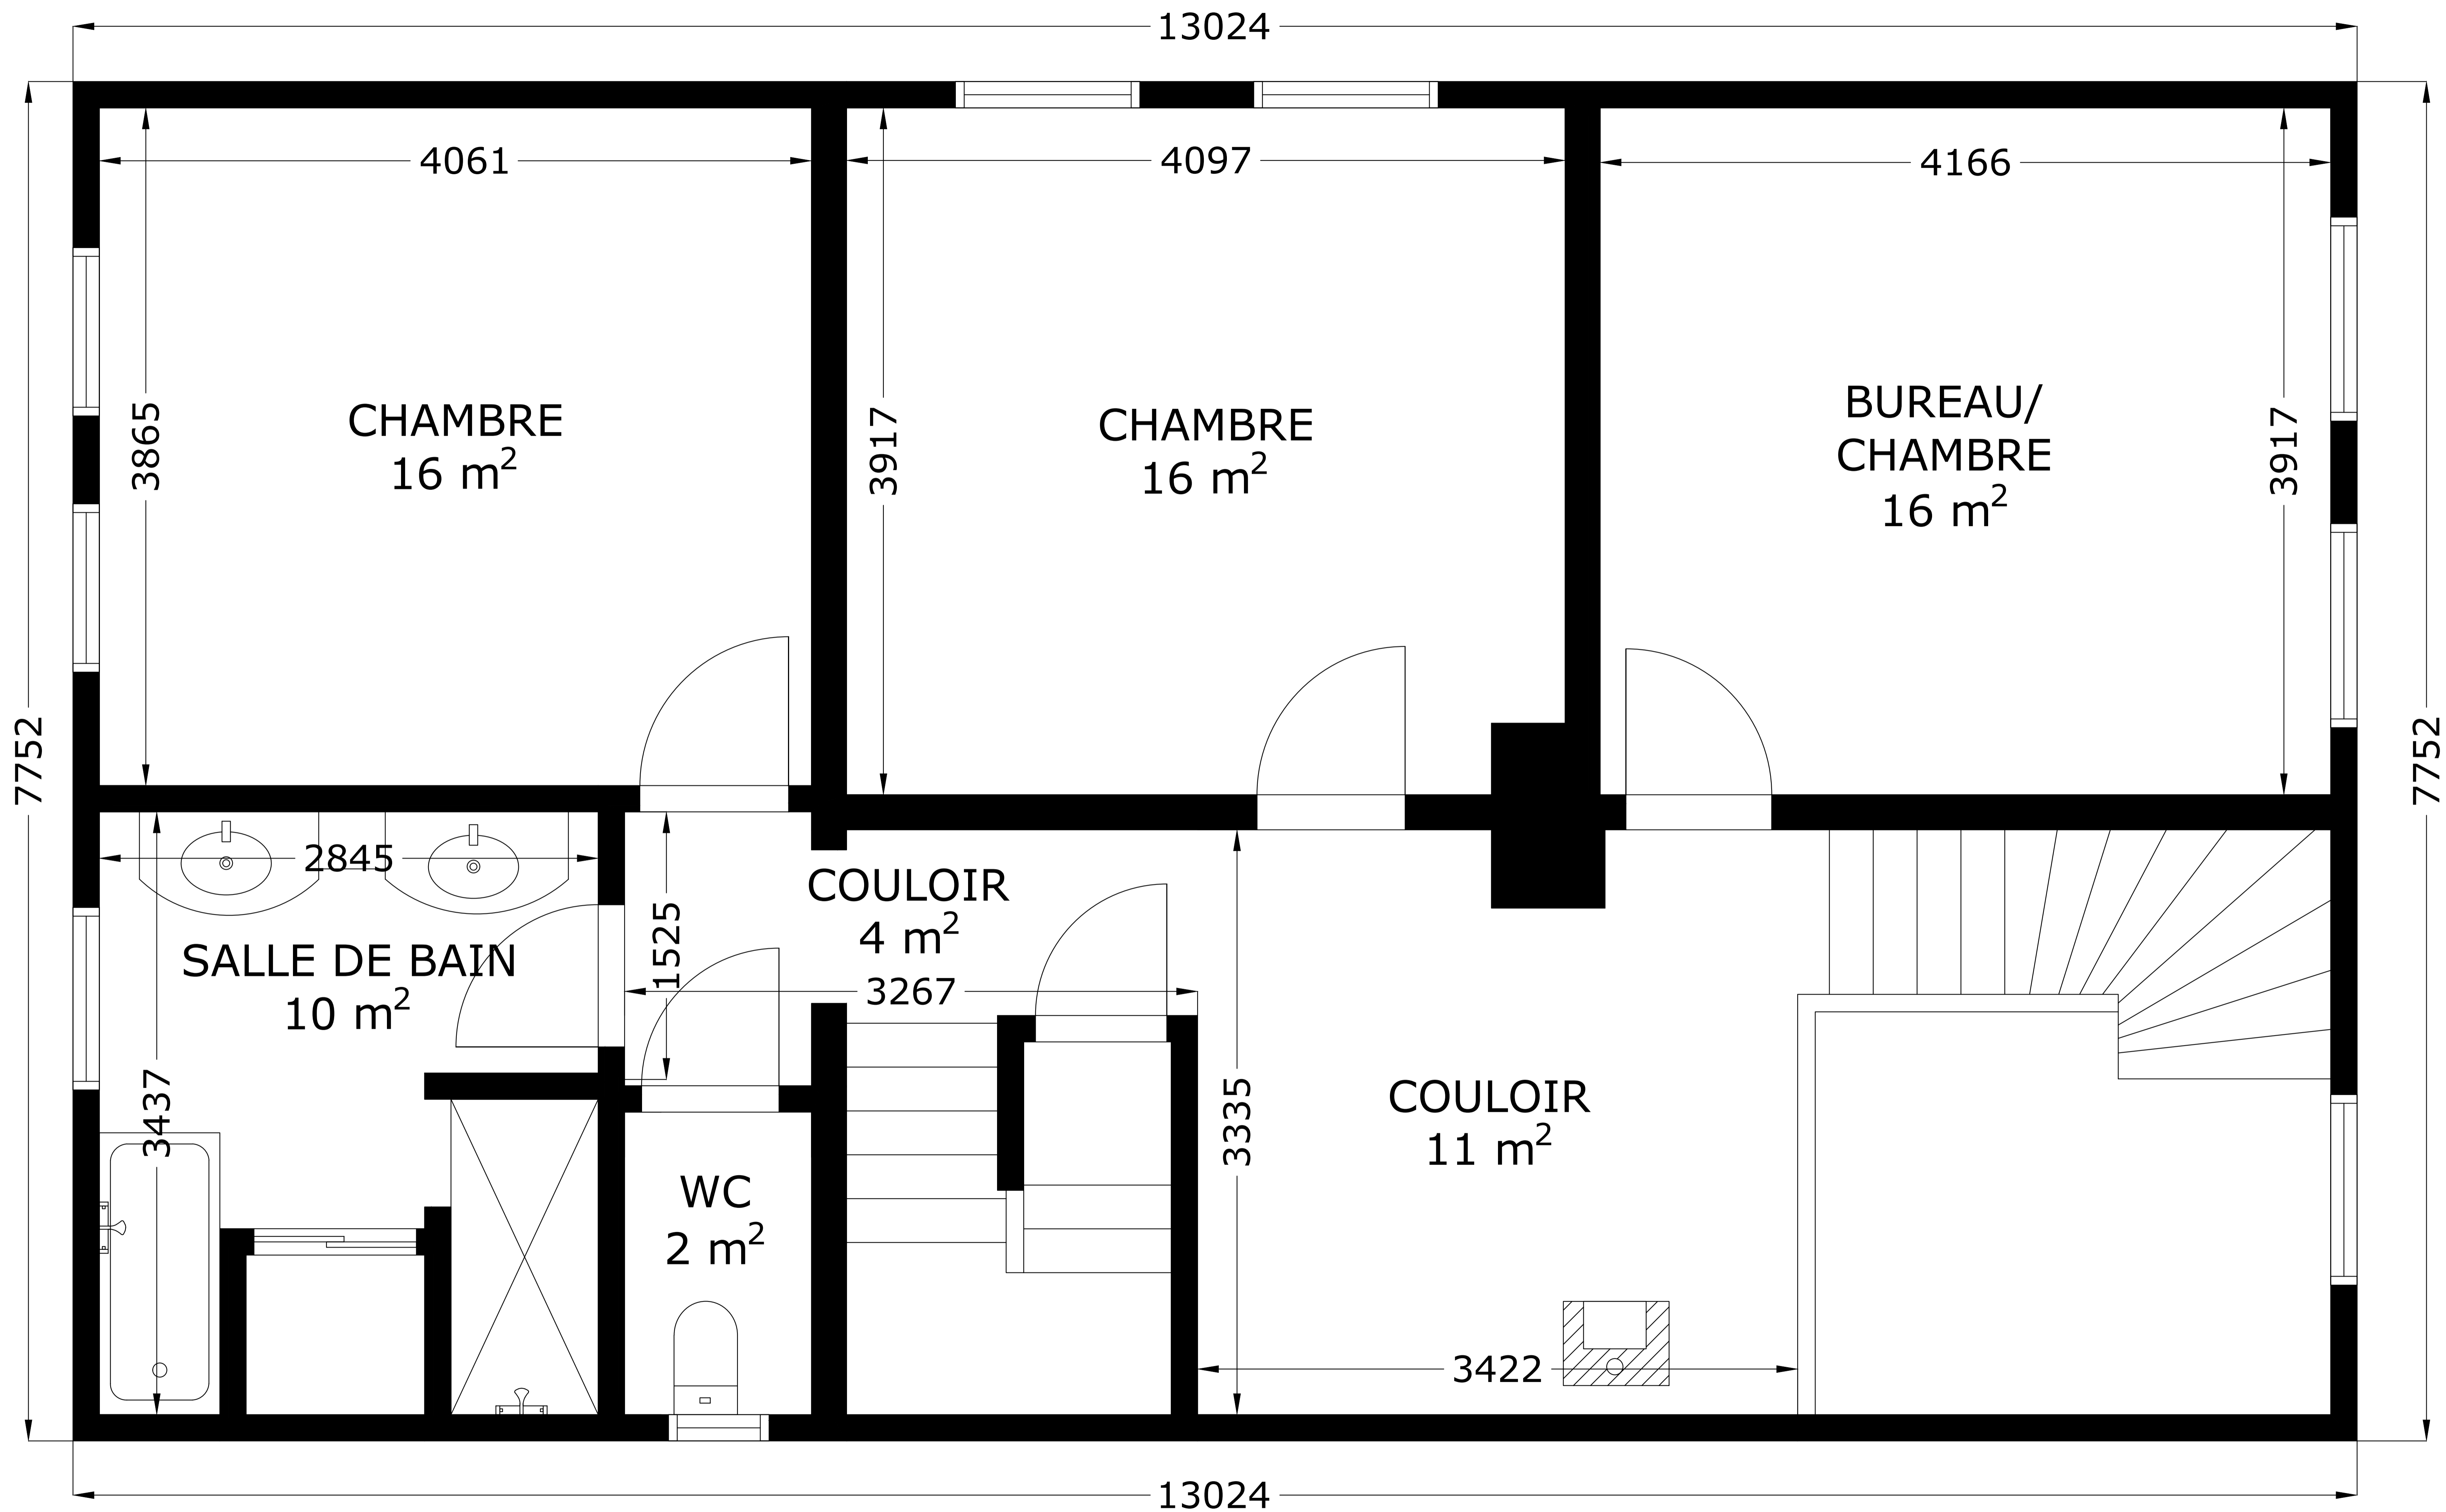 13024
4061
4097
4166
3865
3917
3917
CHAMBRE
16 m²
CHAMBRE
16 m²
BUREAU/
CHAMBRE
16 m²
7752
7752
2845
COULOIR
4 m²
1525
SALLE DE BAIN
10 m²
3267
3437
3335
COULOIR
11 m²
WC
2 m²
3422
13024